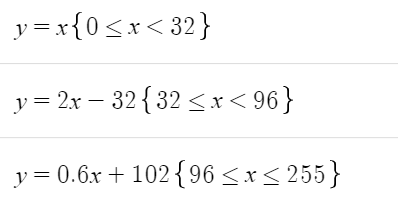 y = x{0 ≤ x < 32}
y = 2x − 32{32 ≤ x < 96}
y = 0.6x + 102{96 ≤ x ≤ 255}